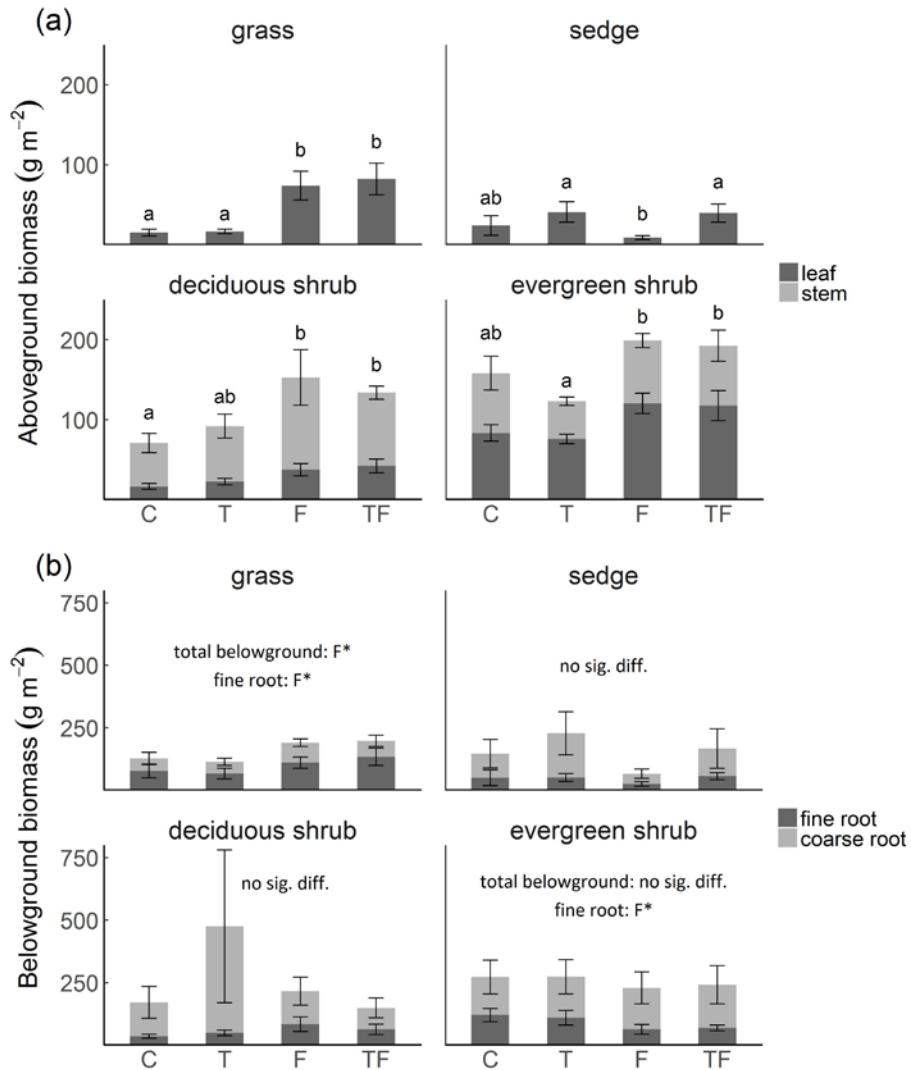 (a)
grass
sedge
Aboveground biomass (g m⁻²)
200
100
a
a
b
b
ab
a
b
a
leaf
stem
deciduous shrub
evergreen shrub
200
100
a
ab
b
b
ab
a
b
b
C T F TF
C T F TF
(b)
grass
sedge
Belowground biomass (g m⁻²)
750
500
250
total belowground: F*
fine root: F*
no sig. diff.
fine root
coarse root
deciduous shrub
evergreen shrub
750
500
250
no sig. diff.
total belowground: no sig. diff.
fine root: F*
C T F TF
C T F TF